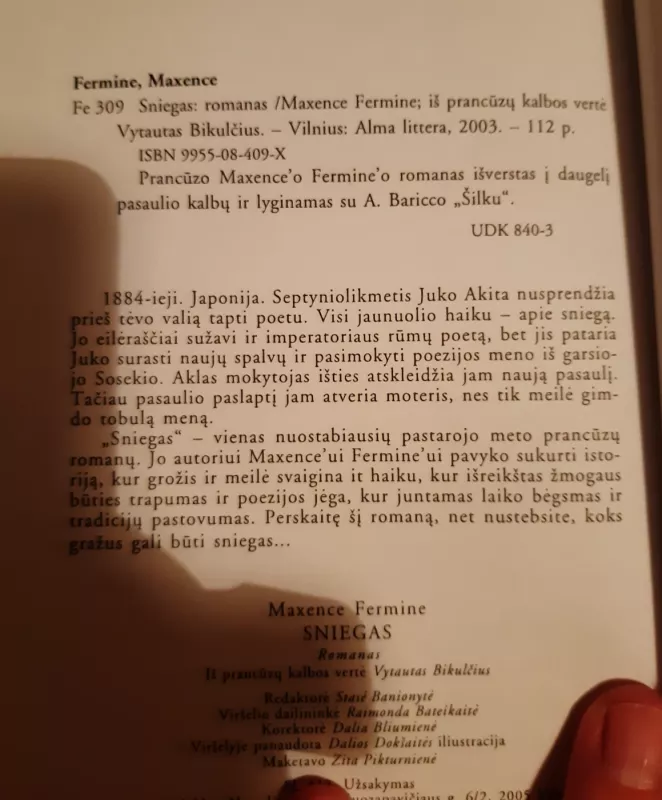 Fermine, Maxence
Fe 309 Sniegas: romanas /Maxence Fermine; iš prancūzų kalbos vertė
Vytautas Bikulčius. – Vilnius: Alma littera, 2003. – 112 p.
ISBN 9955-08-409-X
Prancūzo Maxence’o Fermine’o romanas išverstas į daugelį
pasaulio kalbų ir lyginamas su A. Baricco „Šilku“.
UDK 840-3
1884-ieji. Japonija. Septyniolikmetis Juko Akita nusprendžia
prieš tėvo valią tapti poetu. Visi jaunuolio haiku – apie sniegą.
Jo eilėraščiai sužavi ir imperatoriaus rūmų poetą, bet jis pataria
Juko surasti naujų spalvų ir pasimokyti poezijos meno iš garsio-
jo Sosekio. Aklas mokytojas išties atskleidžia jam naują pasaulį.
Tačiau pasaulio paslaptį jam atveria moteris, nes tik meilė gim-
do tobulą meną.
„Sniegas“ – vienas nuostabiausių pastarojo meto prancūzų
romanų. Jo autoriui Maxence’ui Fermine’ui pavyko sukurti isto-
riją, kur grožis ir meilė svaigina it haiku, kur išreikštas žmogaus
būties trapumas ir poezijos jėga, kur juntamas laiko bėgsmas ir
tradicijų pastovumas. Perskaitę šį romaną, net nustebsite, koks
gražus gali būti sniegas...
Maxence Fermine
SNIEGAS
Romanas
Iš prancūzų kalbos vertė Vytautas Bikulčius
Redaktorė Stasė Banionytė
Viršelio dailininkė Raimonda Bateikaitė
Korektorė Dalia Bliumienė
Viršelyje panaudota Dalios Doklaitės iliustracija
Maketavo Zita Pikturnienė
Užsakymas
g. 6/2, 2005